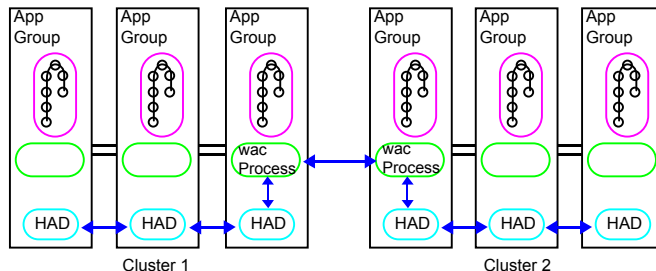 App
Group
App
Group
App
Group
App
Group
App
Group
App
Group
wac
Process
wac
Process
HAD
HAD
HAD
HAD
HAD
HAD
Cluster 1
Cluster 2